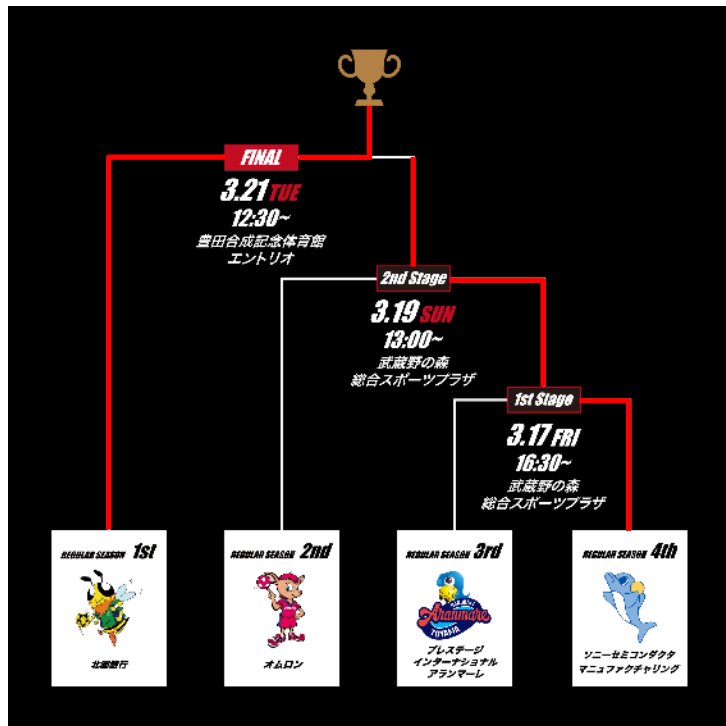 FINAL
3.21 TUE
12:30~
豊田合成記念体育館
エントリオ
2nd Stage
3.19 SUN
13:00~
武蔵野の森
総合スポーツプラザ
1st Stage
3.17 FRI
16:30~
武蔵野の森
総合スポーツプラザ
REGULAR SEASON 1st
北國銀行
REGULAR SEASON 2nd
オムロン
REGULAR SEASON 3rd
Aranmare
TOYAMA
プレステージ
インターナショナル
アランマーレ
REGULAR SEASON 4th
ソニーセミコンダクタ
マニュファクチャリング